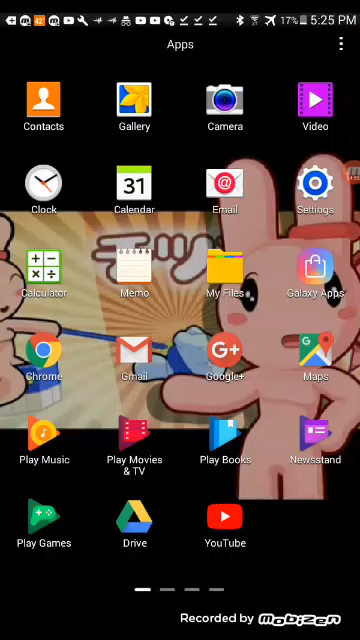 42 17% 5:25 PM
Apps
Contacts Gallery Camera Video
31
Clock Calendar Email Settings
Calculator Memo My Files Galaxy Apps
G+ G
Chrome Gmail Google+ Maps
Play Music Play Movies & TV Play Books Newsstand
Play Games Drive YouTube
Recorded by Mobizen